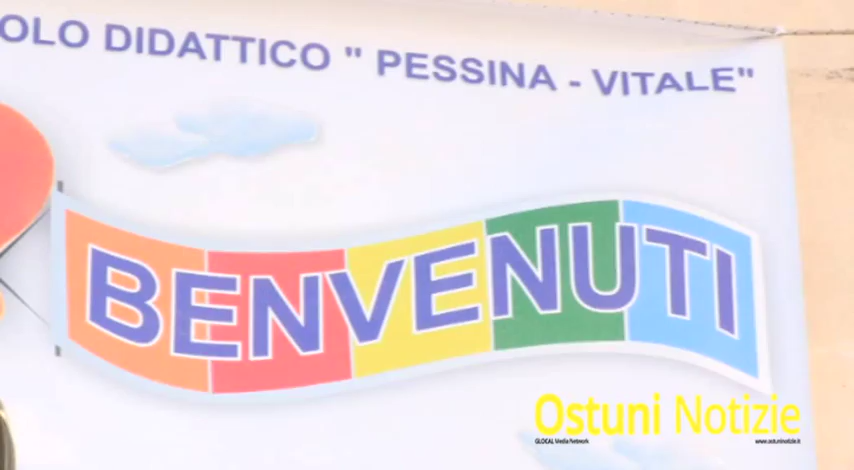 OLO DIDATTICO " PESSINA - VITALE"
BENVENUTI
Ostuni Notizie
GLOCAL Media Network www.ostuninotizie.it